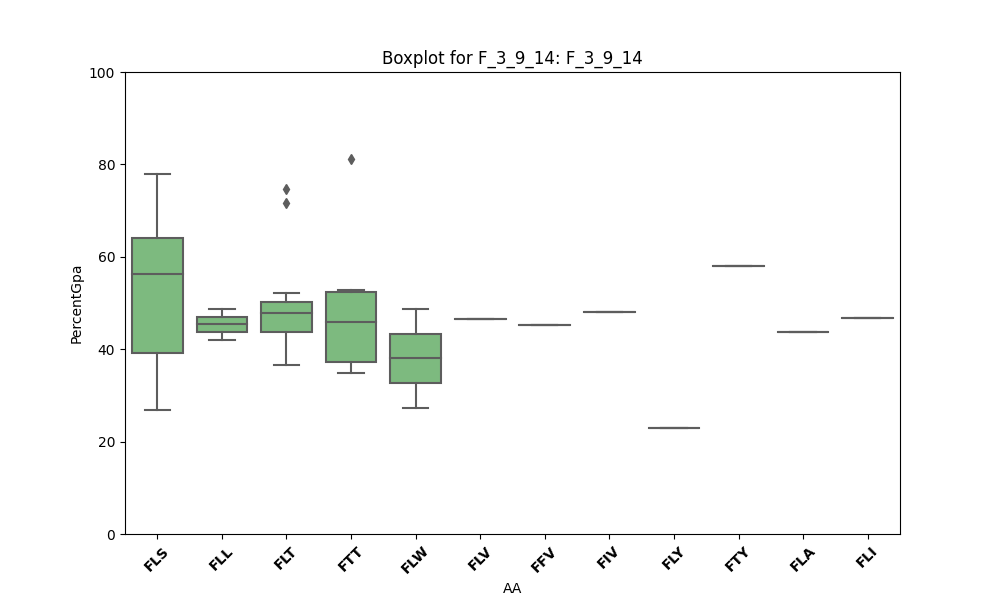 Boxplot for F_3_9_14: F_3_9_14
100
80
60
40
20
0
PercentGpa
FLS FLL FLT FTT FLW FLV FFV FIV FLY FTY FLA FLI
AA